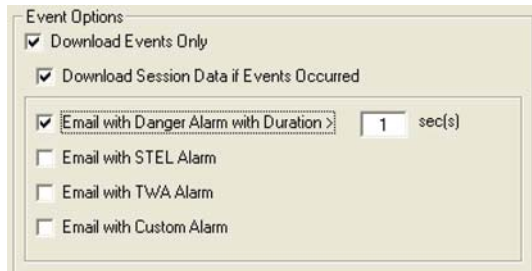 Event Options
Download Events Only
Download Session Data if Events Occurred
Email with Danger Alarm with Duration > 1 sec(s)
Email with STEL Alarm
Email with TWA Alarm
Email with Custom Alarm